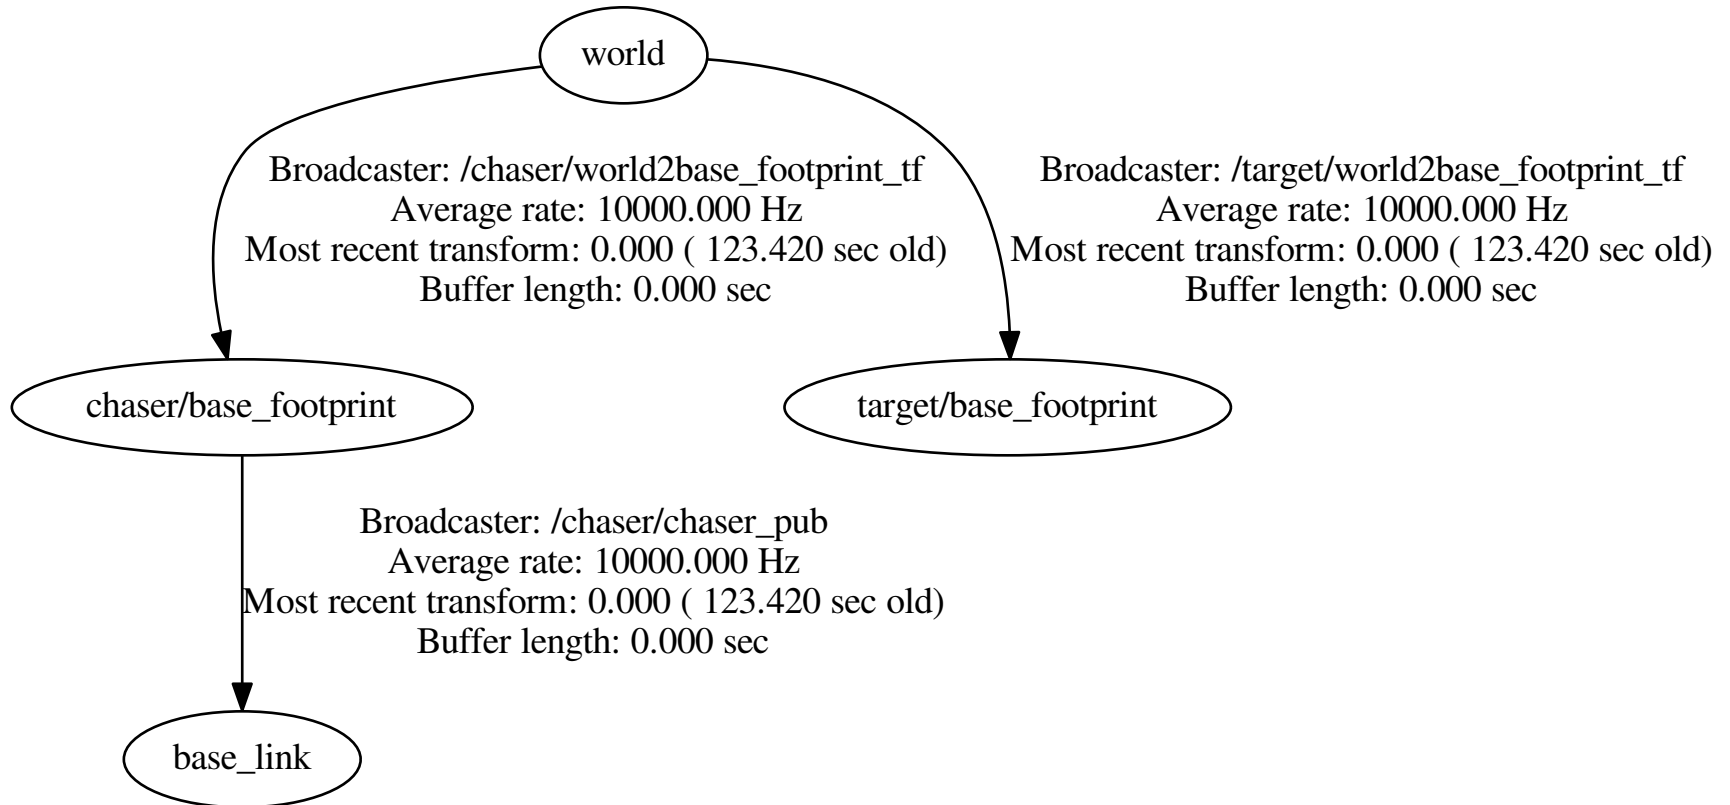 world
Broadcaster: /chaser/world2base_footprint_tf
Average rate: 10000.000 Hz
Most recent transform: 0.000 ( 123.420 sec old)
Buffer length: 0.000 sec
Broadcaster: /target/world2base_footprint_tf
Average rate: 10000.000 Hz
Most recent transform: 0.000 ( 123.420 sec old)
Buffer length: 0.000 sec
chaser/base_footprint
target/base_footprint
Broadcaster: /chaser/chaser_pub
Average rate: 10000.000 Hz
Most recent transform: 0.000 ( 123.420 sec old)
Buffer length: 0.000 sec
base_link